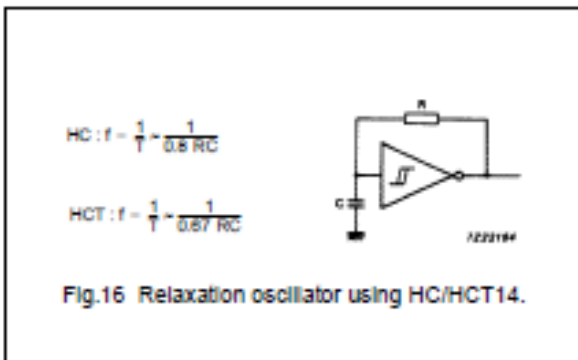 R
HC : f = 1/T ≈ 1/0.8 RC
C
HCT : f = 1/T ≈ 1/0.67 RC
Fig.16 Relaxation oscillator using HC/HCT14.